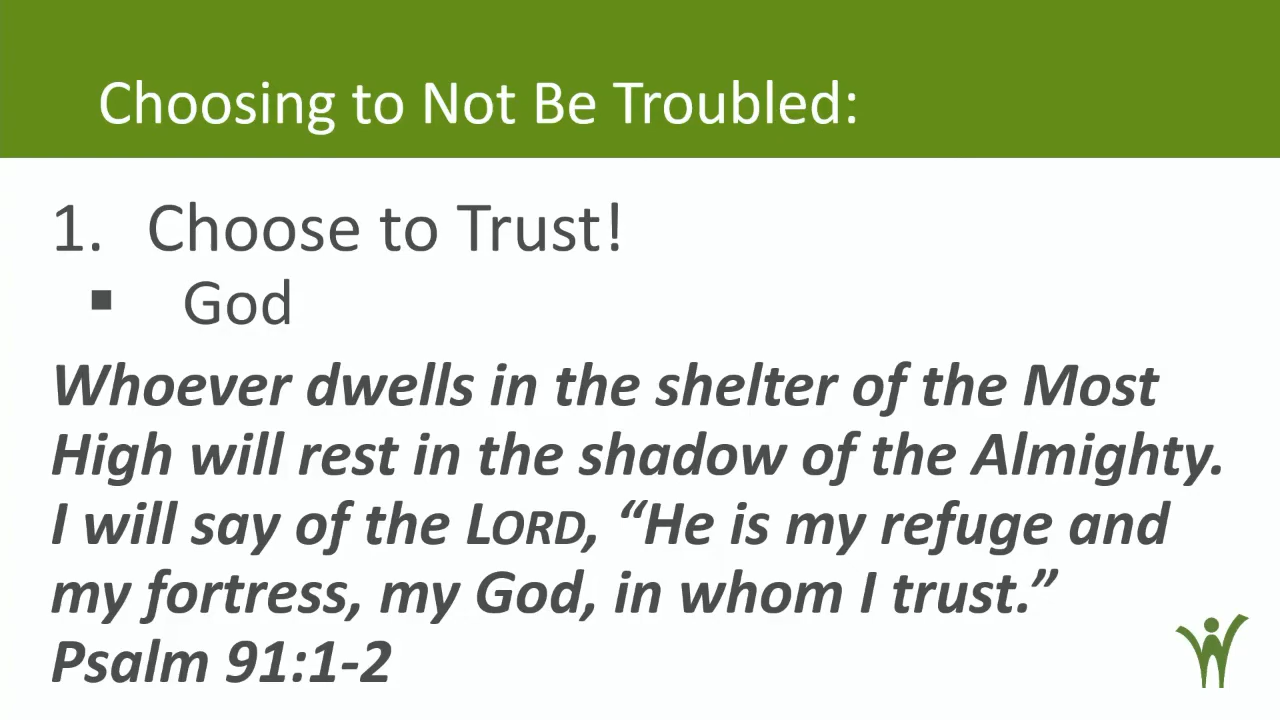 Choosing to Not Be Troubled:
1. Choose to Trust!
▪ God
Whoever dwells in the shelter of the Most
High will rest in the shadow of the Almighty.
I will say of the LORD, “He is my refuge and
my fortress, my God, in whom I trust.”
Psalm 91:1-2